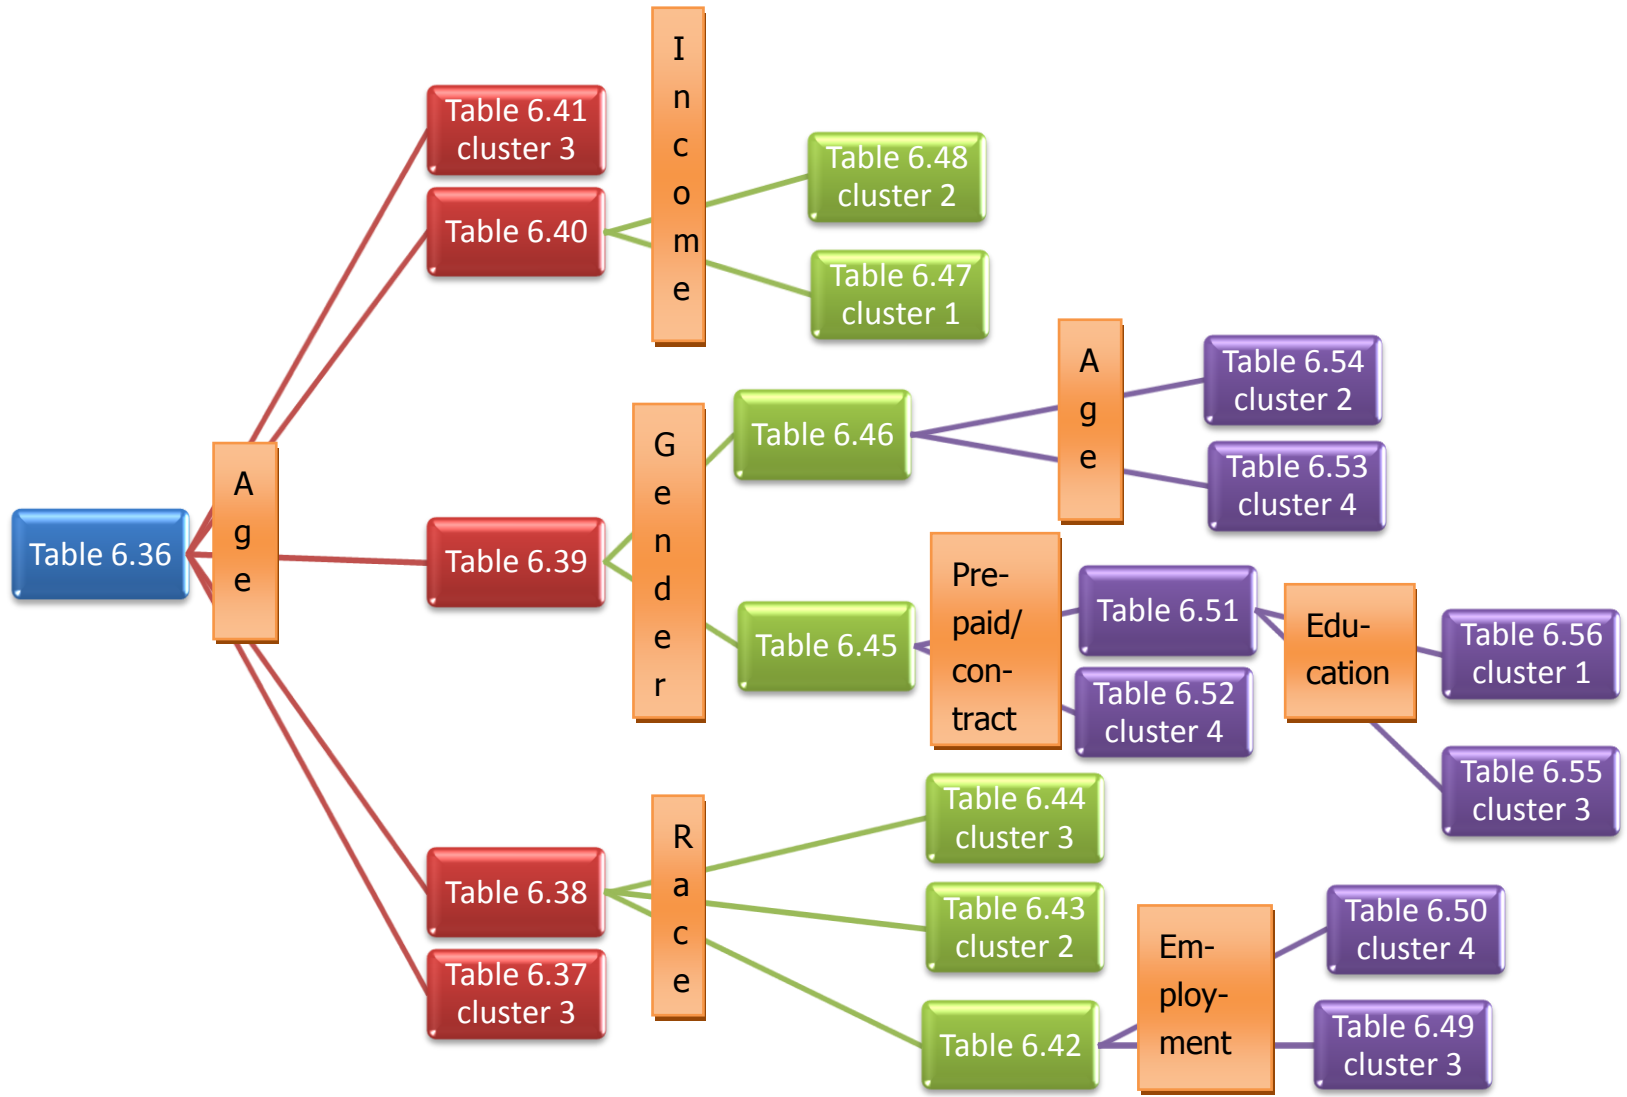 Table 6.36
Age
Table 6.41
cluster 3
Table 6.40
Income
Table 6.48
cluster 2
Table 6.47
cluster 1
Table 6.39
Gender
Table 6.46
Age
Table 6.54
cluster 2
Table 6.53
cluster 4
Table 6.45
Pre-
paid/
con-
tract
Table 6.51
Table 6.52
cluster 4
Edu-
cation
Table 6.56
cluster 1
Table 6.55
cluster 3
Table 6.38
Table 6.37
cluster 3
Race
Table 6.44
cluster 3
Table 6.43
cluster 2
Table 6.42
Em-
ploy-
ment
Table 6.50
cluster 4
Table 6.49
cluster 3